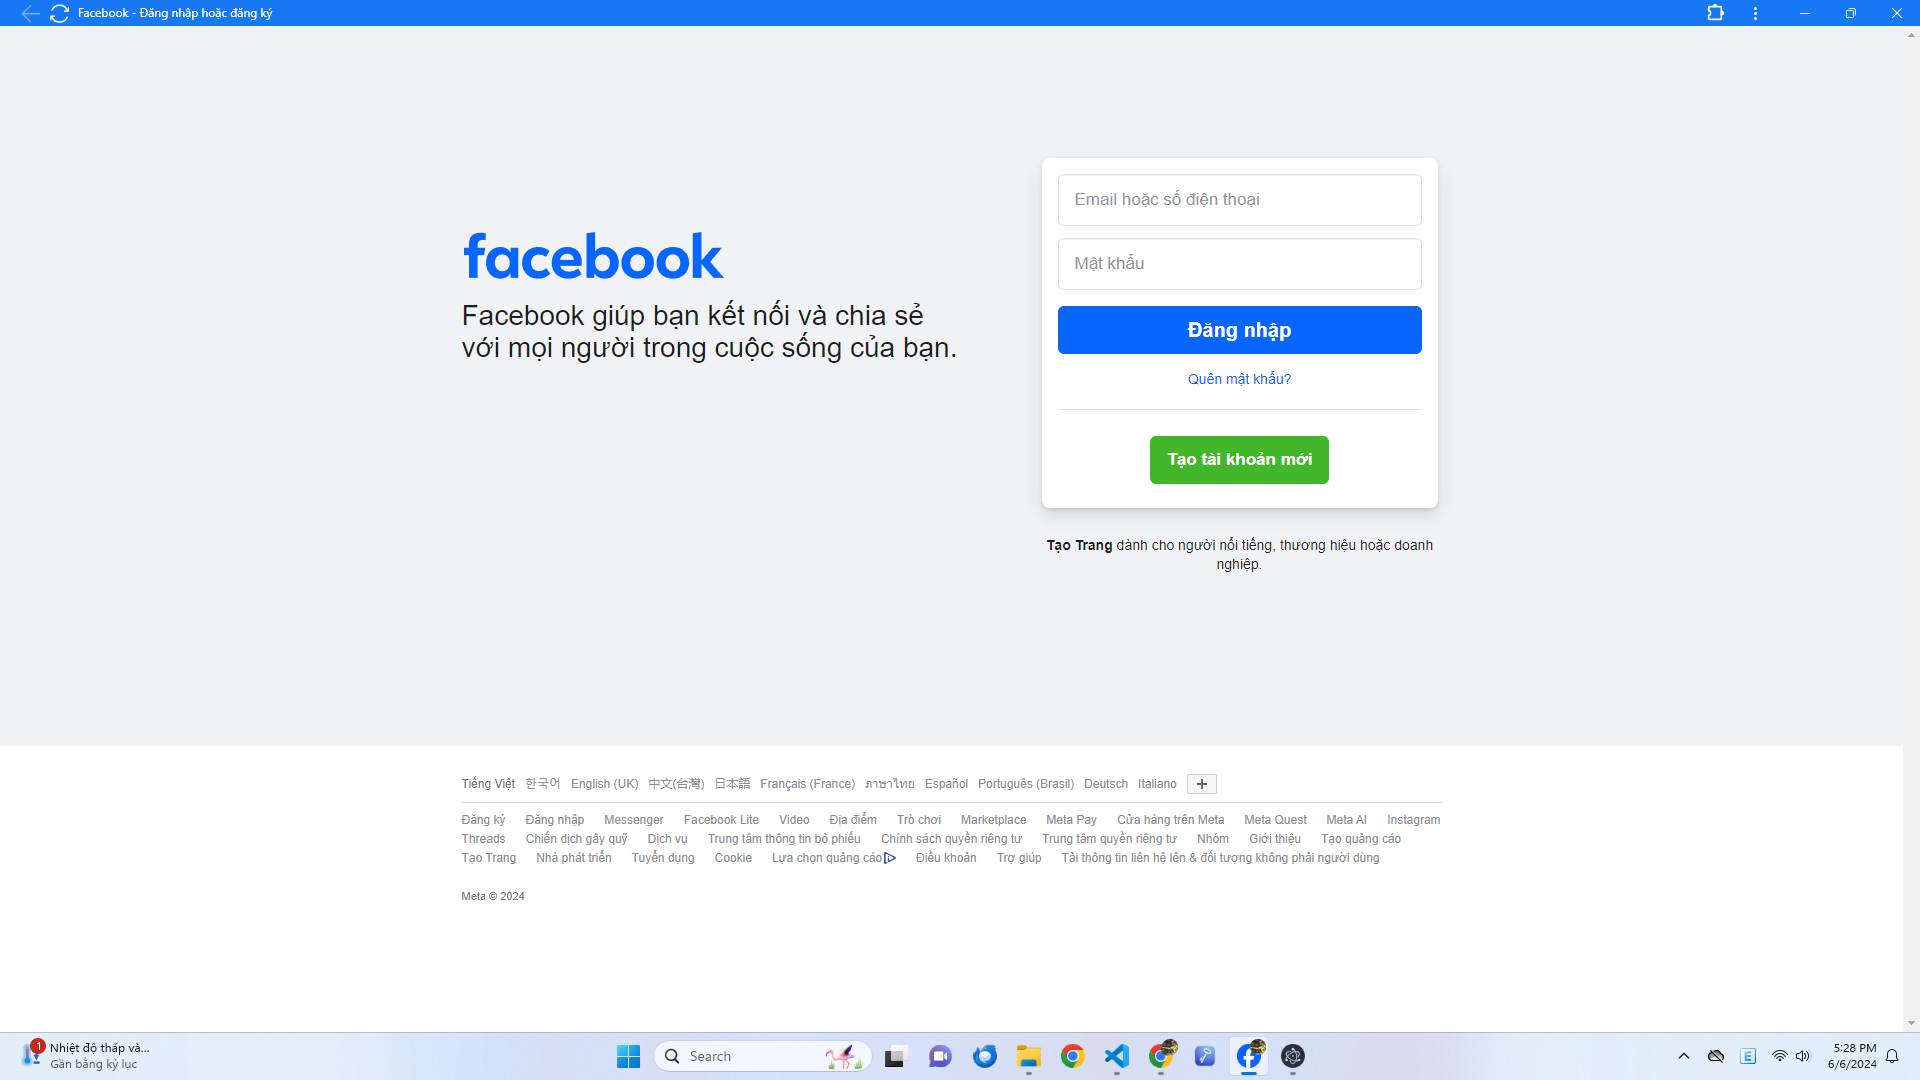 Facebook - Đăng nhập hoặc đăng ký
facebook
Facebook giúp bạn kết nối và chia sẻ
với mọi người trong cuộc sống của bạn.
Email hoặc số điện thoại
Mật khẩu
Đăng nhập
Quên mật khẩu?
Tạo tài khoản mới
Tạo Trang dành cho người nổi tiếng, thương hiệu hoặc doanh
nghiệp.
Tiếng Việt 한국어 English (UK) 中文(台灣) 日本語 Français (France) ภาษาไทย Español Português (Brasil) Deutsch Italiano
Đăng ký Đăng nhập Messenger Facebook Lite Video Địa điểm Trò chơi Marketplace Meta Pay Cửa hàng trên Meta Meta Quest Meta AI Instagram
Threads Chiến dịch gây quỹ Dịch vụ Trung tâm thông tin bỏ phiếu Chính sách quyền riêng tư Trung tâm quyền riêng tư Nhóm Giới thiệu Tạo quảng cáo
Tạo Trang Nhà phát triển Tuyển dụng Cookie Lựa chọn quảng cáo Điều khoản Trợ giúp Tải thông tin liên hệ lên & đối tượng không phải người dùng
Meta © 2024
1
Nhiệt độ thấp và...
Gần bằng kỷ lục
Search
E
5:28 PM
6/6/2024